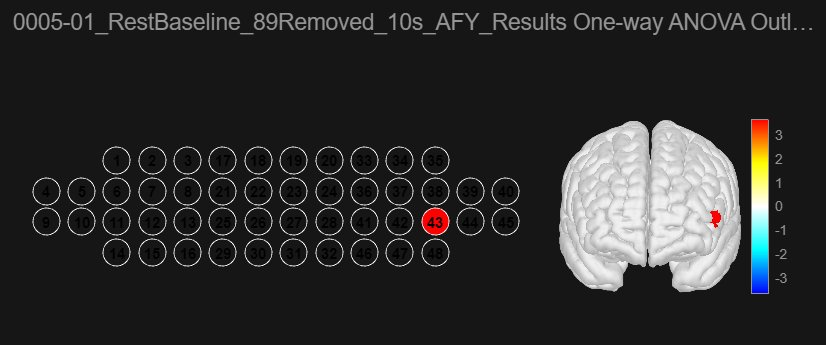 0005-01_RestBaseline_89Removed_10s_AFY_Results One-way ANOVA Outl…
1 2 3 17 18 19 20 33 34 35
4 5 6 7 8 21 22 23 24 36 37 38 39 40
9 10 11 12 13 25 26 27 28 41 42 43 44 45
14 15 16 29 30 31 32 46 47 48
3
2
1
0
-1
-2
-3